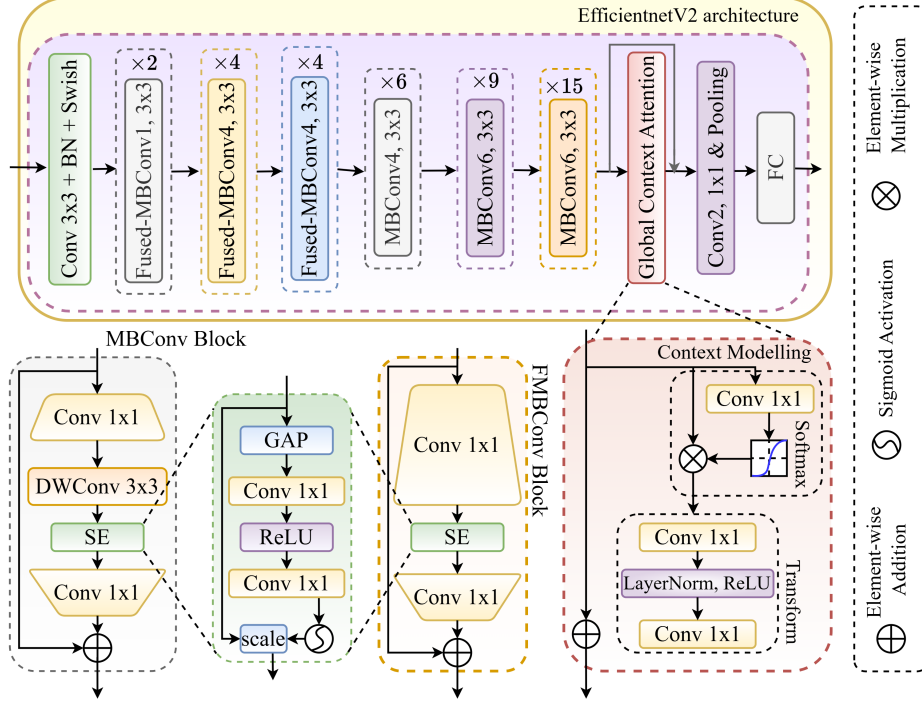 EfficientnetV2 architecture
Conv 3x3 + BN + Swish
×2
Fused-MBConv1, 3x3
×4
Fused-MBConv4, 3x3
×4
Fused-MBConv4, 3x3
×6
MBConv4, 3x3
×9
MBConv6, 3x3
×15
MBConv6, 3x3
Global Context Attention
Conv2, 1x1 & Pooling
FC
MBConv Block
Conv 1x1
DWConv 3x3
SE
Conv 1x1
GAP
Conv 1x1
ReLU
Conv 1x1
scale
FMBConv Block
Conv 1x1
SE
Conv 1x1
Context Modelling
Conv 1x1
Softmax
Conv 1x1
LayerNorm, ReLU
Conv 1x1
Transform
Element-wise
Multiplication
Sigmoid Activation
Element-wise
Addition